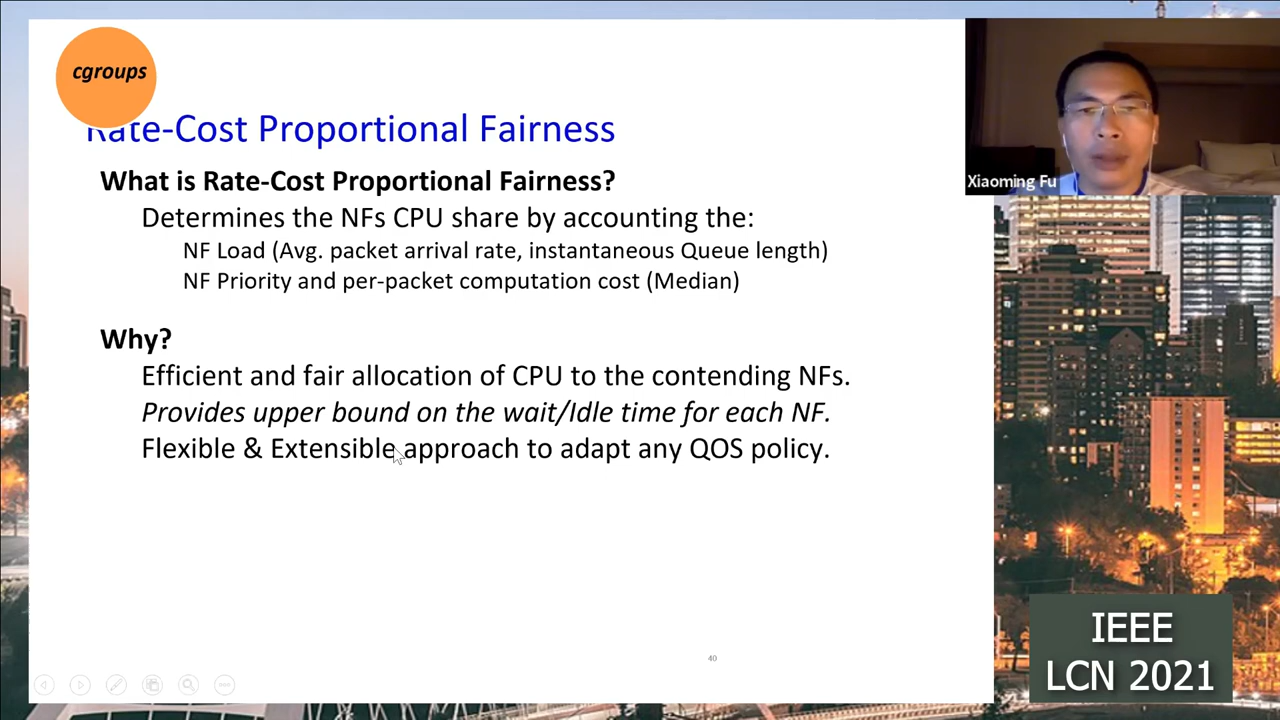 cgroups
Rate-Cost Proportional Fairness
What is Rate-Cost Proportional Fairness?
Determines the NFs CPU share by accounting the:
NF Load (Avg. packet arrival rate, instantaneous Queue length)
NF Priority and per-packet computation cost (Median)
Why?
Efficient and fair allocation of CPU to the contending NFs.
Provides upper bound on the wait/Idle time for each NF.
Flexible & Extensible approach to adapt any QOS policy.
40
Xiaoming Fu
IEEE
LCN 2021